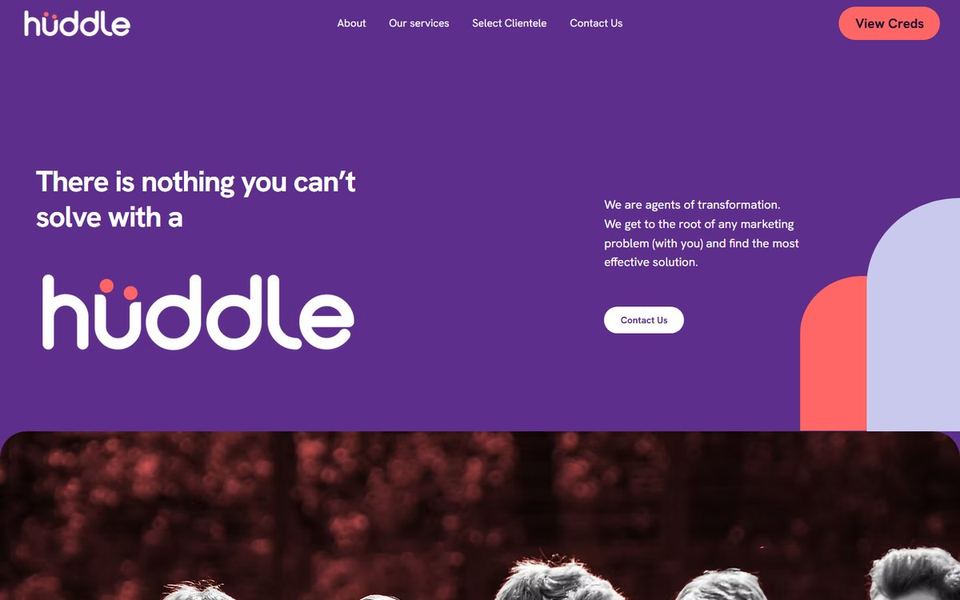 hüddle
About
Our services
Select Clientele
Contact Us
View Creds
There is nothing you can’t
solve with a
hüddle
We are agents of transformation.
We get to the root of any marketing
problem (with you) and find the most
effective solution.
Contact Us